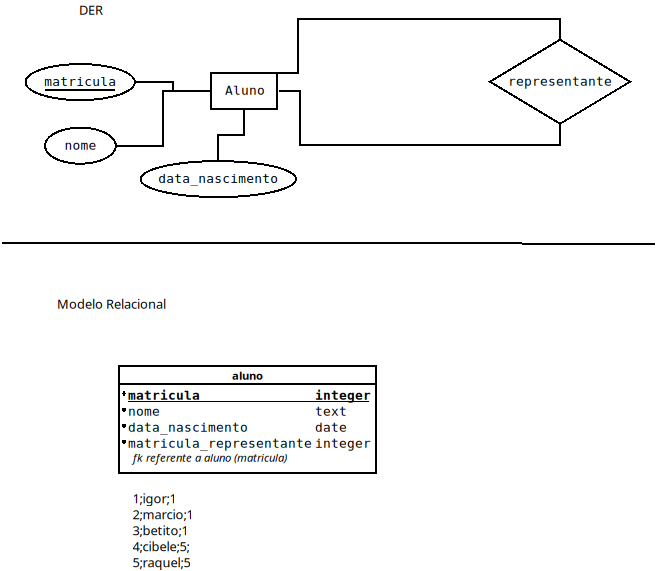 DER
matricula
Aluno
representante
nome
data_nascimento
Modelo Relacional
aluno
matricula integer
nome text
data_nascimento date
matricula_representante integer
fk referente a aluno (matricula)
1;igor;1
2;marcio;1
3;betito;1
4;cibele;5;
5;raquel;5